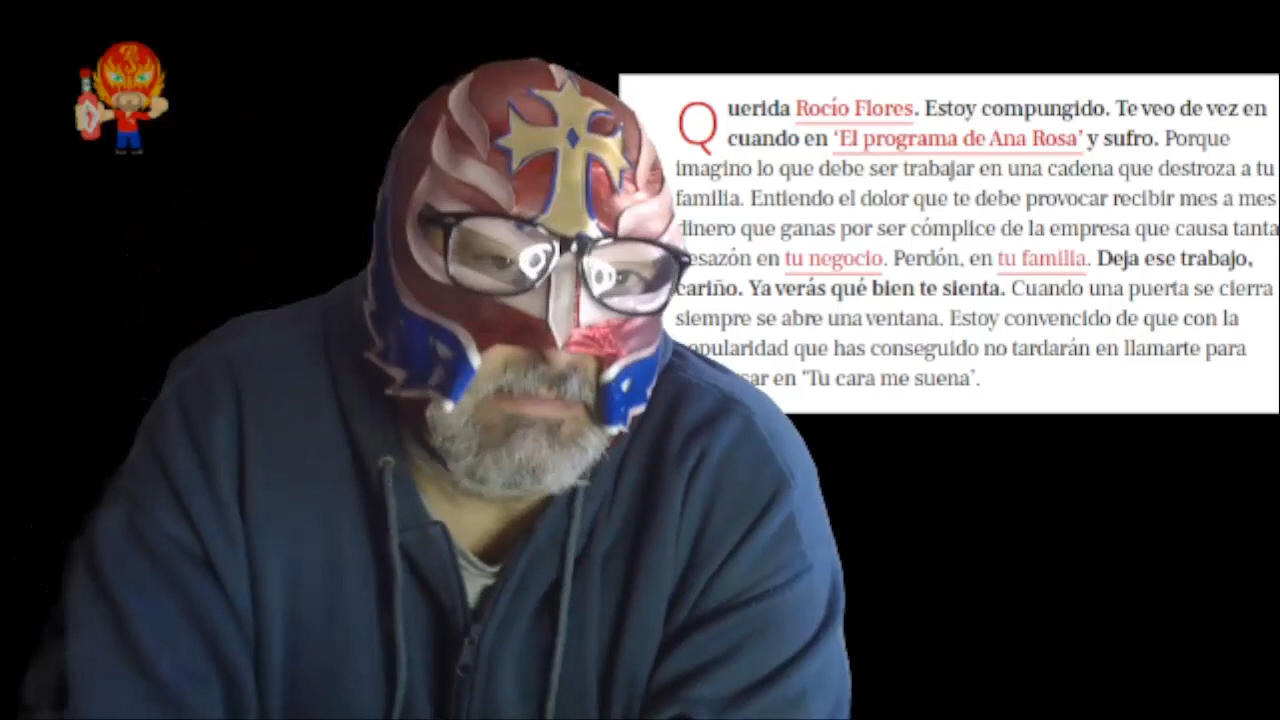 Querida Rocío Flores. Estoy compungido. Te veo de vez en
cuando en ‘El programa de Ana Rosa’ y sufro. Porque
imagino lo que debe ser trabajar en una cadena que destroza a tu
familia. Entiendo el dolor que te debe provocar recibir mes a mes
dinero que ganas por ser cómplice de la empresa que causa tanta
esazón en tu negocio. Perdón, en tu familia. Deja ese trabajo,
cariño. Ya verás qué bien te sienta. Cuando una puerta se cierra
siempre se abre una ventana. Estoy convencido de que con la
opularidad que has conseguido no tardarán en llamarte para
sar en ‘Tu cara me suena’.